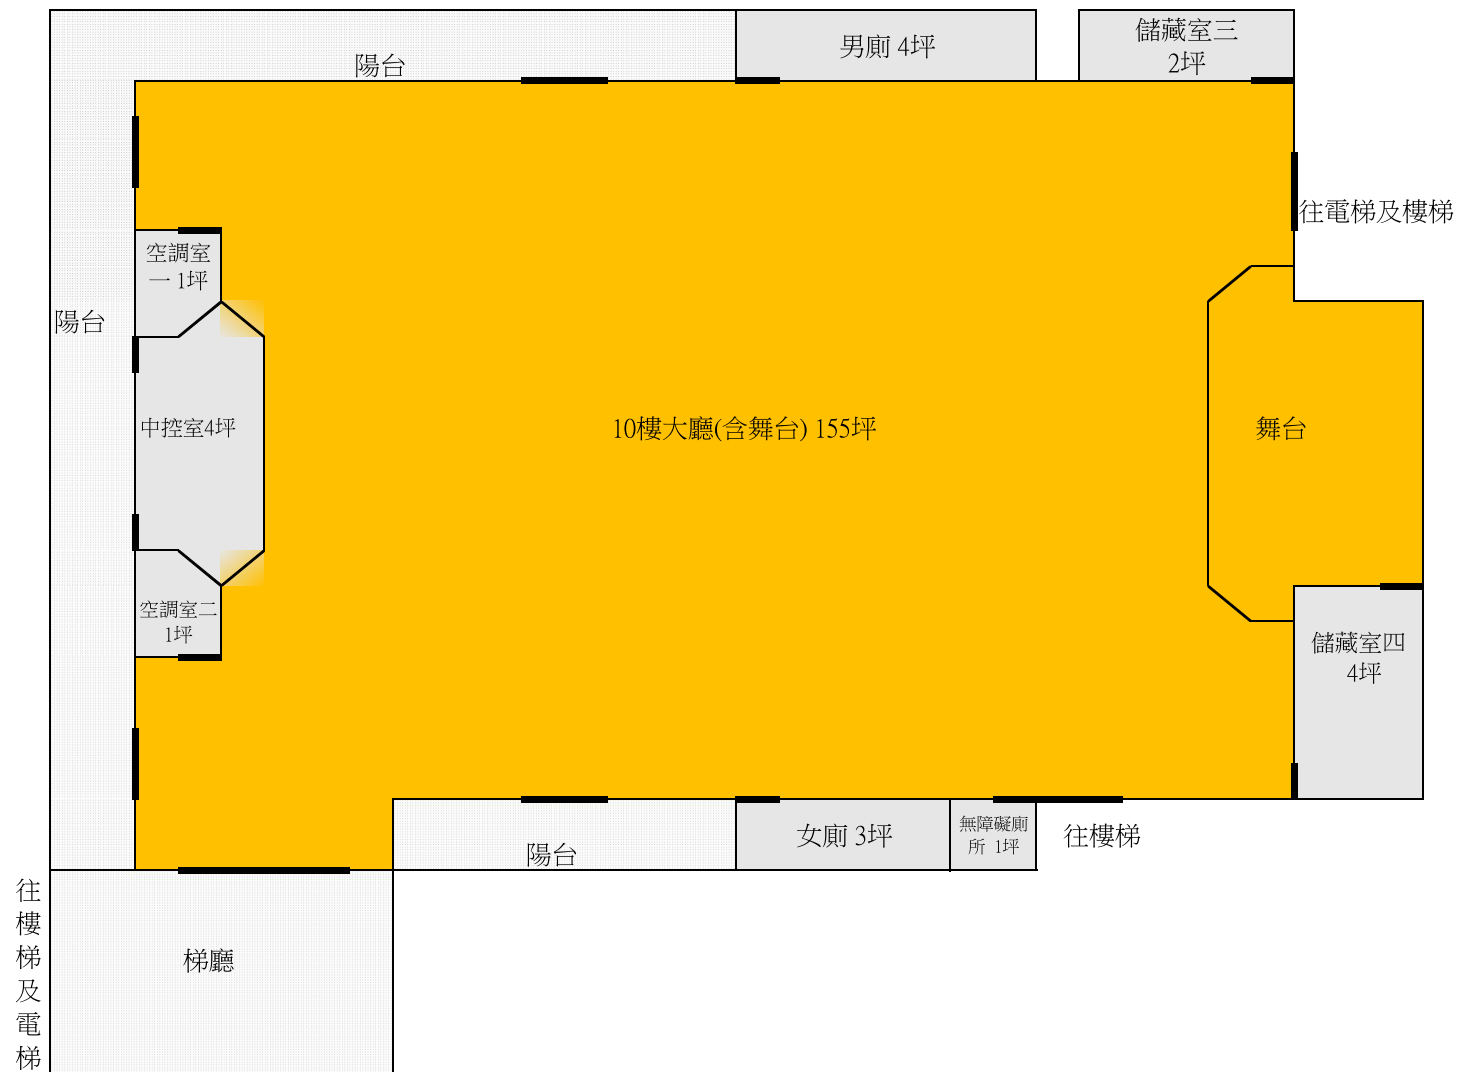 男廁 4坪
儲藏室三
2坪
陽台
往電梯及樓梯
空調室
一 1坪
陽台
中控室4坪
10樓大廳(含舞台) 155坪
舞台
空調室二
1坪
儲藏室四
4坪
女廁 3坪
無障礙廁
所 1坪
往樓梯
陽台
往
樓
梯
及
電
梯
梯廳